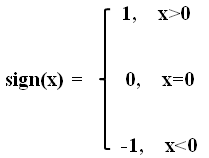 1, x>0
sign(x) = 0, x=0
-1, x<0